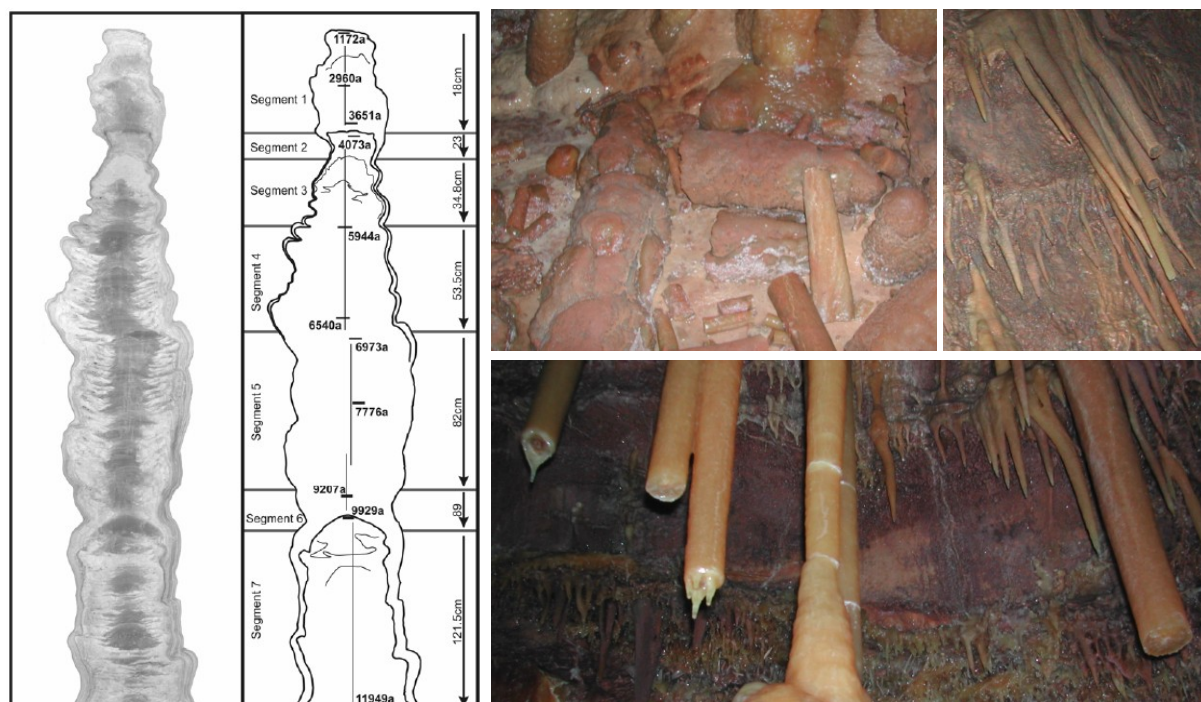 1172a
2960a
Segment 1
18cm
3651a
Segment 2
4073a
23
Segment 3
34.8cm
5944a
Segment 4
53.5cm
6540a
6973a
Segment 5
7776a
82cm
9207a
Segment 6
9929a
89
Segment 7
121.5cm
11949a